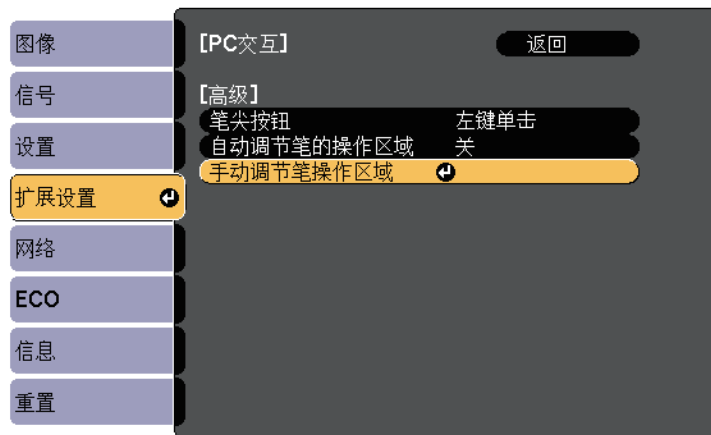 图像
信号
设置
扩展设置
网络
ECO
信息
重置
[PC交互]
返回
[高级]
笔尖按钮 左键单击
自动调节笔的操作区域 关
手动调节笔操作区域